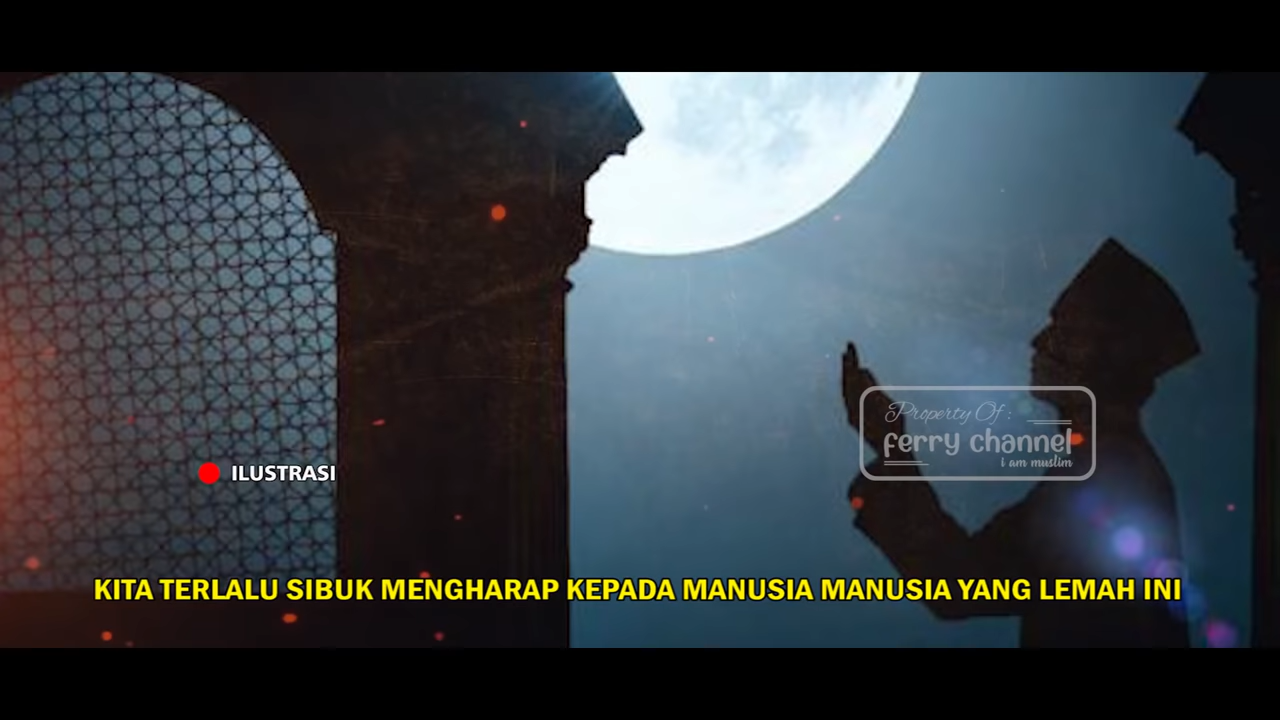 Property Of :
ferry channel
i am muslim
ILUSTRASI
KITA TERLALU SIBUK MENGHARAP KEPADA MANUSIA MANUSIA YANG LEMAH INI